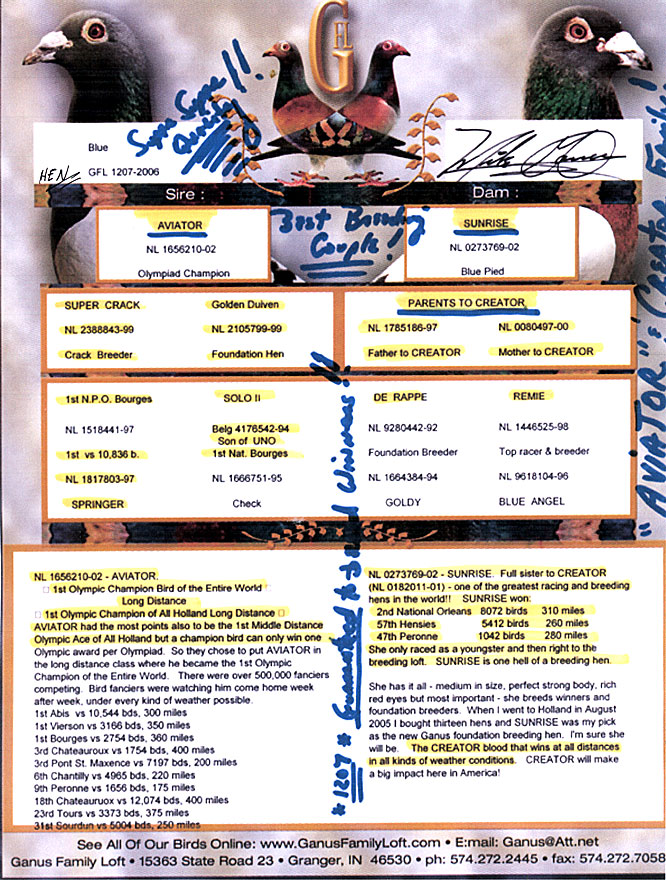 GFL
Super Super Quality!!
Blue
HEN
GFL 1207-2006
Sire :
Dam :
Best Breeding Couple!
AVIATOR
NL 1656210-02
Olympiad Champion
SUNRISE
NL 0273769-02
Blue Pied
SUPER CRACK Golden Duiven
NL 2388843-99 NL 2105799-99
Crack Breeder Foundation Hen
PARENTS TO CREATOR
NL 1785186-97 NL 0080497-00
Father to CREATOR Mother to CREATOR
1st N.P.O. Bourges SOLO II
NL 1518441-97 Belg 4176542-94
Son of UNO
1st vs 10,836 b. 1st Nat. Bourges
NL 1817803-97 NL 1666751-95
SPRINGER Check
DE RAPPE REMIE
NL 9280442-92 NL 1446525-98
Foundation Breeder Top racer & breeder
NL 1664384-94 NL 9618104-96
GOLDY BLUE ANGEL
"AVIATOR" & Creator Family!
*1207* Guaranteed to breed Winners!!
NL 1656210-02 - AVIATOR.
1st Olympic Champion Bird of the Entire World
Long Distance
1st Olympic Champion of All Holland Long Distance
AVIATOR had the most points also to be the 1st Middle Distance
Olympic Ace of All Holland but a champion bird can only win one
Olympic award per Olympiad. So they chose to put AVIATOR in
the long distance class where he became the 1st Olympic
Champion of the Entire World. There were over 500,000 fanciers
competing. Bird fanciers were watching him come home week
after week, under every kind of weather possible.
1st Abis vs 10,544 bds, 300 miles
1st Vierson vs 3166 bds, 350 miles
1st Bourges vs 2754 bds, 360 miles
3rd Chateauroux vs 1754 bds, 400 miles
3rd Pont St. Maxence vs 7197 bds, 200 miles
6th Chantilly vs 4965 bds, 220 miles
9th Peronne vs 1656 bds, 175 miles
18th Chateauruox vs 12,074 bds, 400 miles
23rd Tours vs 3373 bds, 375 miles
31st Sourdun vs 5004 bds, 250 miles
NL 0273769-02 - SUNRISE. Full sister to CREATOR
(NL 0182011-01) - one of the greatest racing and breeding
hens in the world!! SUNRISE won:
2nd National Orleans 8072 birds 310 miles
57th Hensies 5412 birds 260 miles
47th Peronne 1042 birds 280 miles
She only raced as a youngster and then right to the
breeding loft. SUNRISE is one hell of a breeding hen.
She has it all - medium in size, perfect strong body, rich
red eyes but most important - she breeds winners and
foundation breeders. When I went to Holland in August
2005 I bought thirteen hens and SUNRISE was my pick
as the new Ganus foundation breeding hen. I'm sure she
will be. The CREATOR blood that wins at all distances
in all kinds of weather conditions. CREATOR will make
a big impact here in America!
See All Of Our Birds Online: www.GanusFamilyLoft.com • E:mail: Ganus@Att.net
Ganus Family Loft • 15363 State Road 23 • Granger, IN 46530 • ph: 574.272.2445 • fax: 574.272.7058